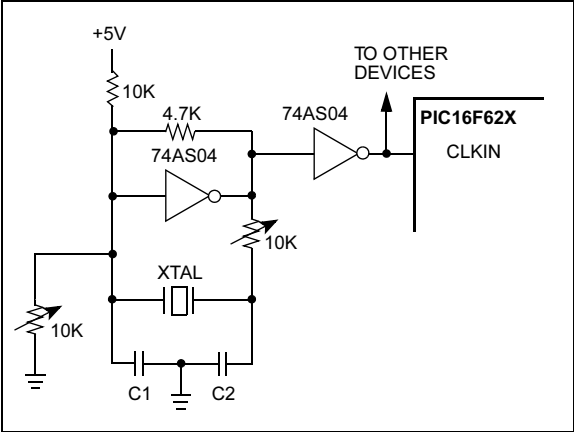 +5V
TO OTHER
DEVICES
10K
4.7K
74AS04
PIC16F62X
74AS04
CLKIN
10K
XTAL
10K
C1
C2